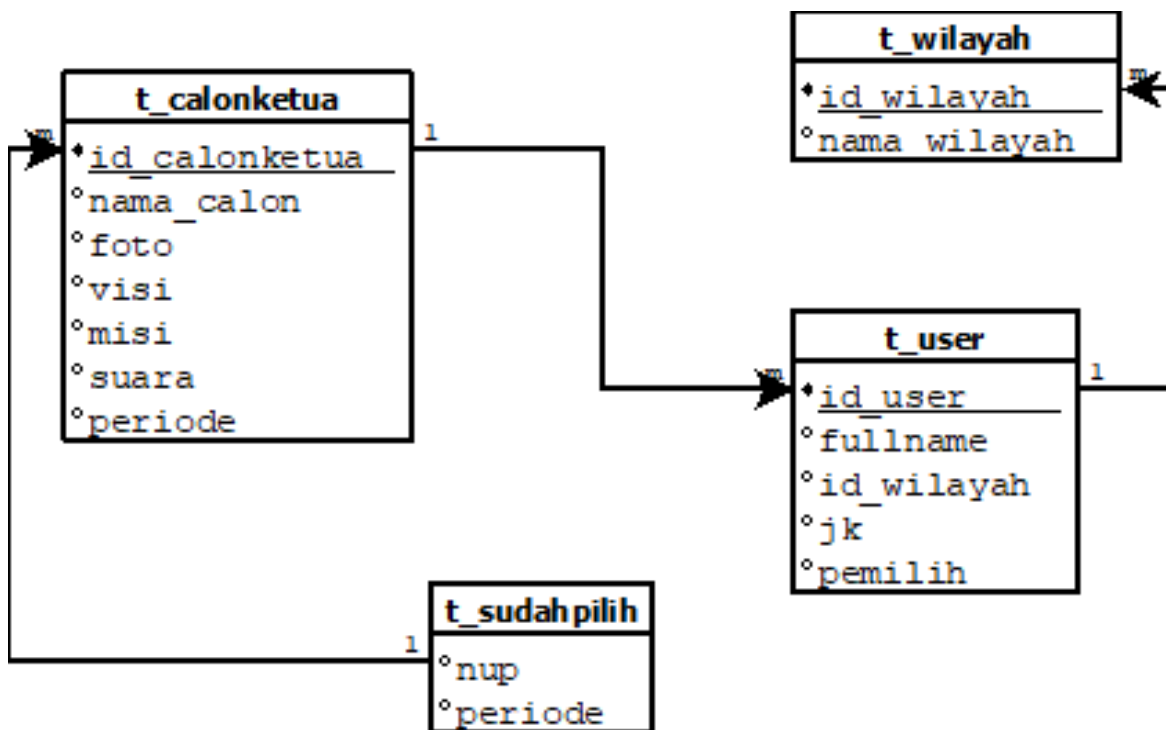 t_calonketua
m
1
id_calonketua
nama_calon
foto
visi
misi
suara
periode
t_wilayah
m
id_wilayah
nama_wilayah
t_user
m
1
id_user
fullname
id_wilayah
jk
pemilih
t_sudahpilih
1
nup
periode